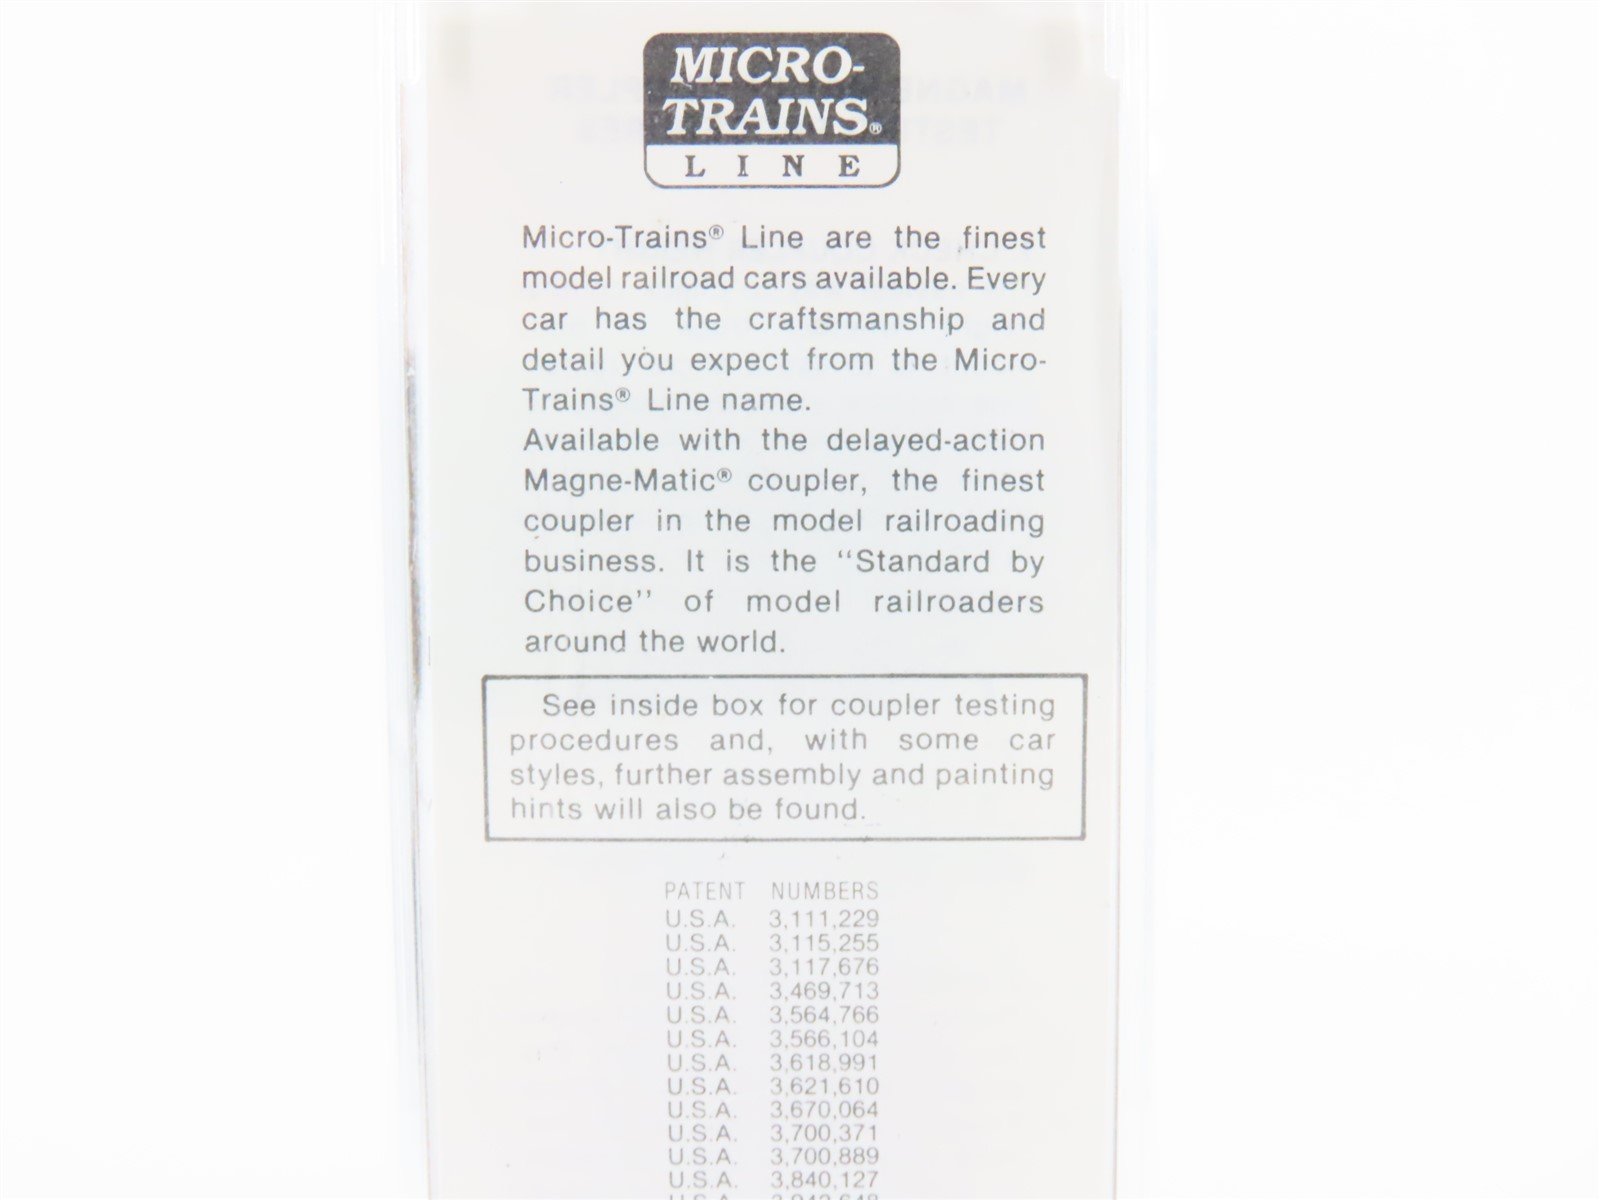 MICRO-
TRAINS®
LINE
Micro-Trains® Line are the finest
model railroad cars available. Every
car has the craftsmanship and
detail you expect from the Micro-
Trains® Line name.
Available with the delayed-action
Magne-Matic® coupler, the finest
coupler in the model railroading
business. It is the “Standard by
Choice” of model railroaders
around the world.
See inside box for coupler testing
procedures and, with some car
styles, further assembly and painting
hints will also be found.
PATENT NUMBERS
U.S.A. 3,111,229
U.S.A. 3,115,255
U.S.A. 3,117,676
U.S.A. 3,469,713
U.S.A. 3,564,766
U.S.A. 3,566,104
U.S.A. 3,618,991
U.S.A. 3,621,610
U.S.A. 3,670,064
U.S.A. 3,700,371
U.S.A. 3,700,889
U.S.A. 3,840,127